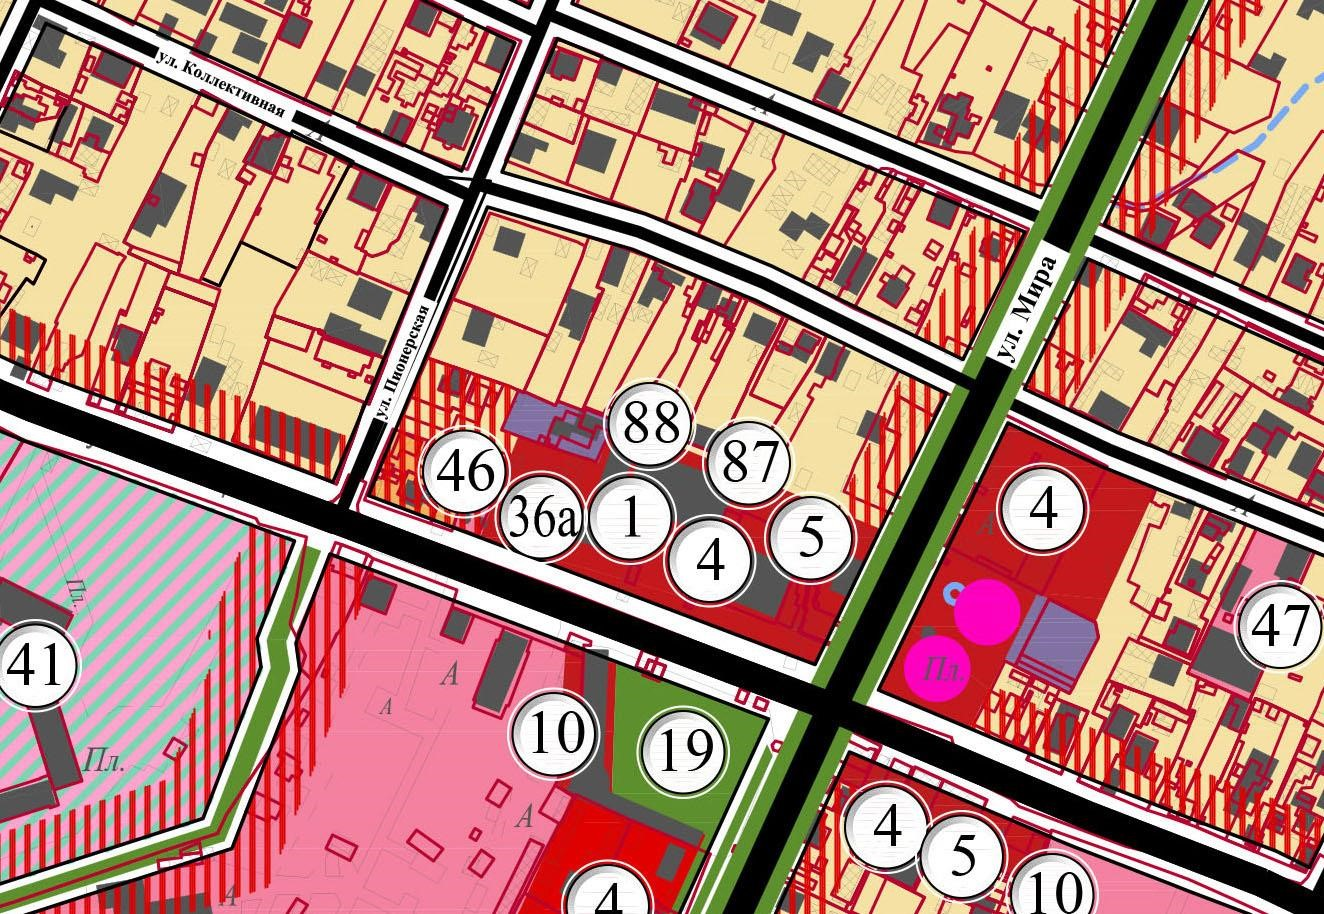 ул. Коллективная
А
А
ул. Мира
ул. Пионерская
88
87
46
36а
1
4
5
4
А
А
47
Пл.
41
Пл.
Пл.
А
А
10
19
А
4
5
10
4
А